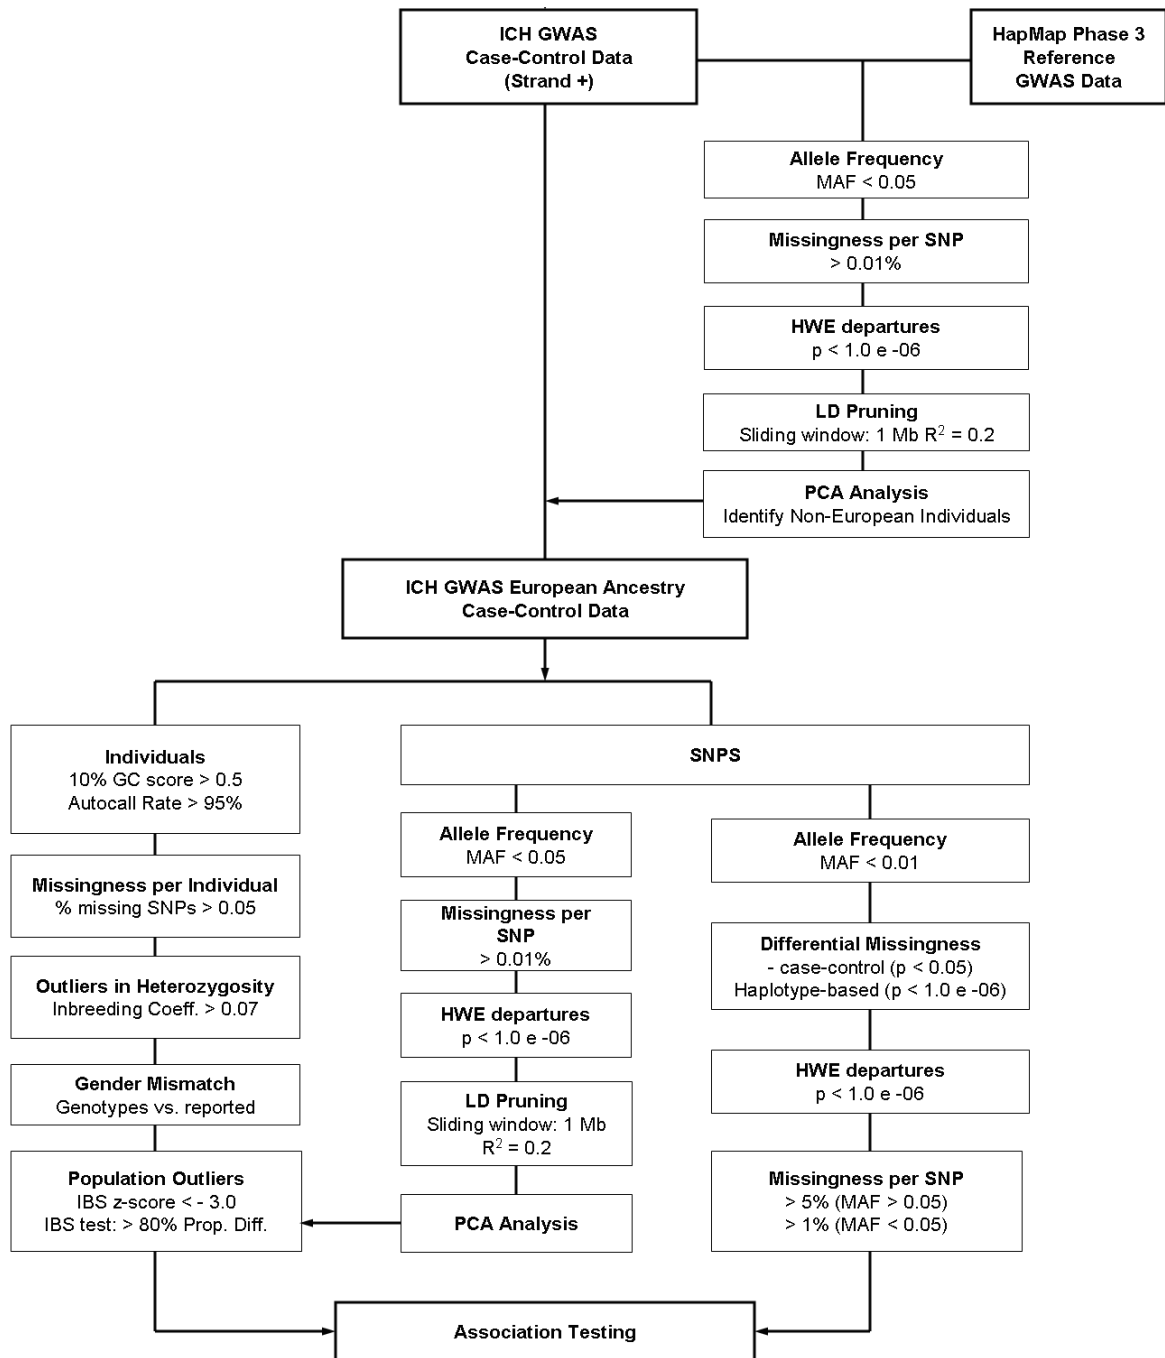 ICH GWAS
Case-Control Data
(Strand +)
HapMap Phase 3
Reference
GWAS Data
Allele Frequency
MAF < 0.05
Missingness per SNP
> 0.01%
HWE departures
p < 1.0 e -06
LD Pruning
Sliding window: 1 Mb R² = 0.2
PCA Analysis
Identify Non-European Individuals
ICH GWAS European Ancestry
Case-Control Data
Individuals
10% GC score > 0.5
Autocall Rate > 95%
Missingness per Individual
% missing SNPs > 0.05
Outliers in Heterozygosity
Inbreeding Coeff. > 0.07
Gender Mismatch
Genotypes vs. reported
Population Outliers
IBS z-score < - 3.0
IBS test: > 80% Prop. Diff.
SNPS
Allele Frequency
MAF < 0.05
Missingness per
SNP
> 0.01%
HWE departures
p < 1.0 e -06
LD Pruning
Sliding window: 1 Mb
R² = 0.2
PCA Analysis
Allele Frequency
MAF < 0.01
Differential Missingness
- case-control (p < 0.05)
Haplotype-based (p < 1.0 e -06)
HWE departures
p < 1.0 e -06
Missingness per SNP
> 5% (MAF > 0.05)
> 1% (MAF < 0.05)
Association Testing